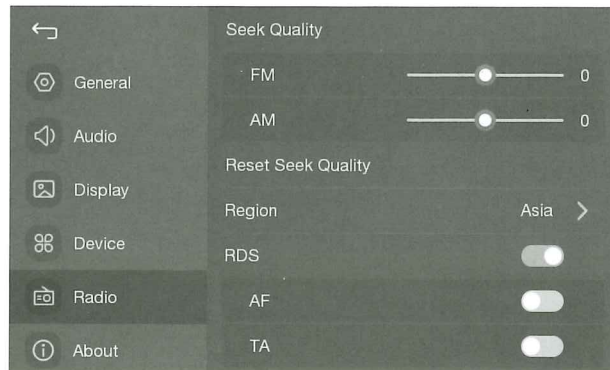 Seek Quality
General
FM 0
Audio
AM 0
Reset Seek Quality
Display
Region Asia
Device
RDS
Radio
AF
About
TA